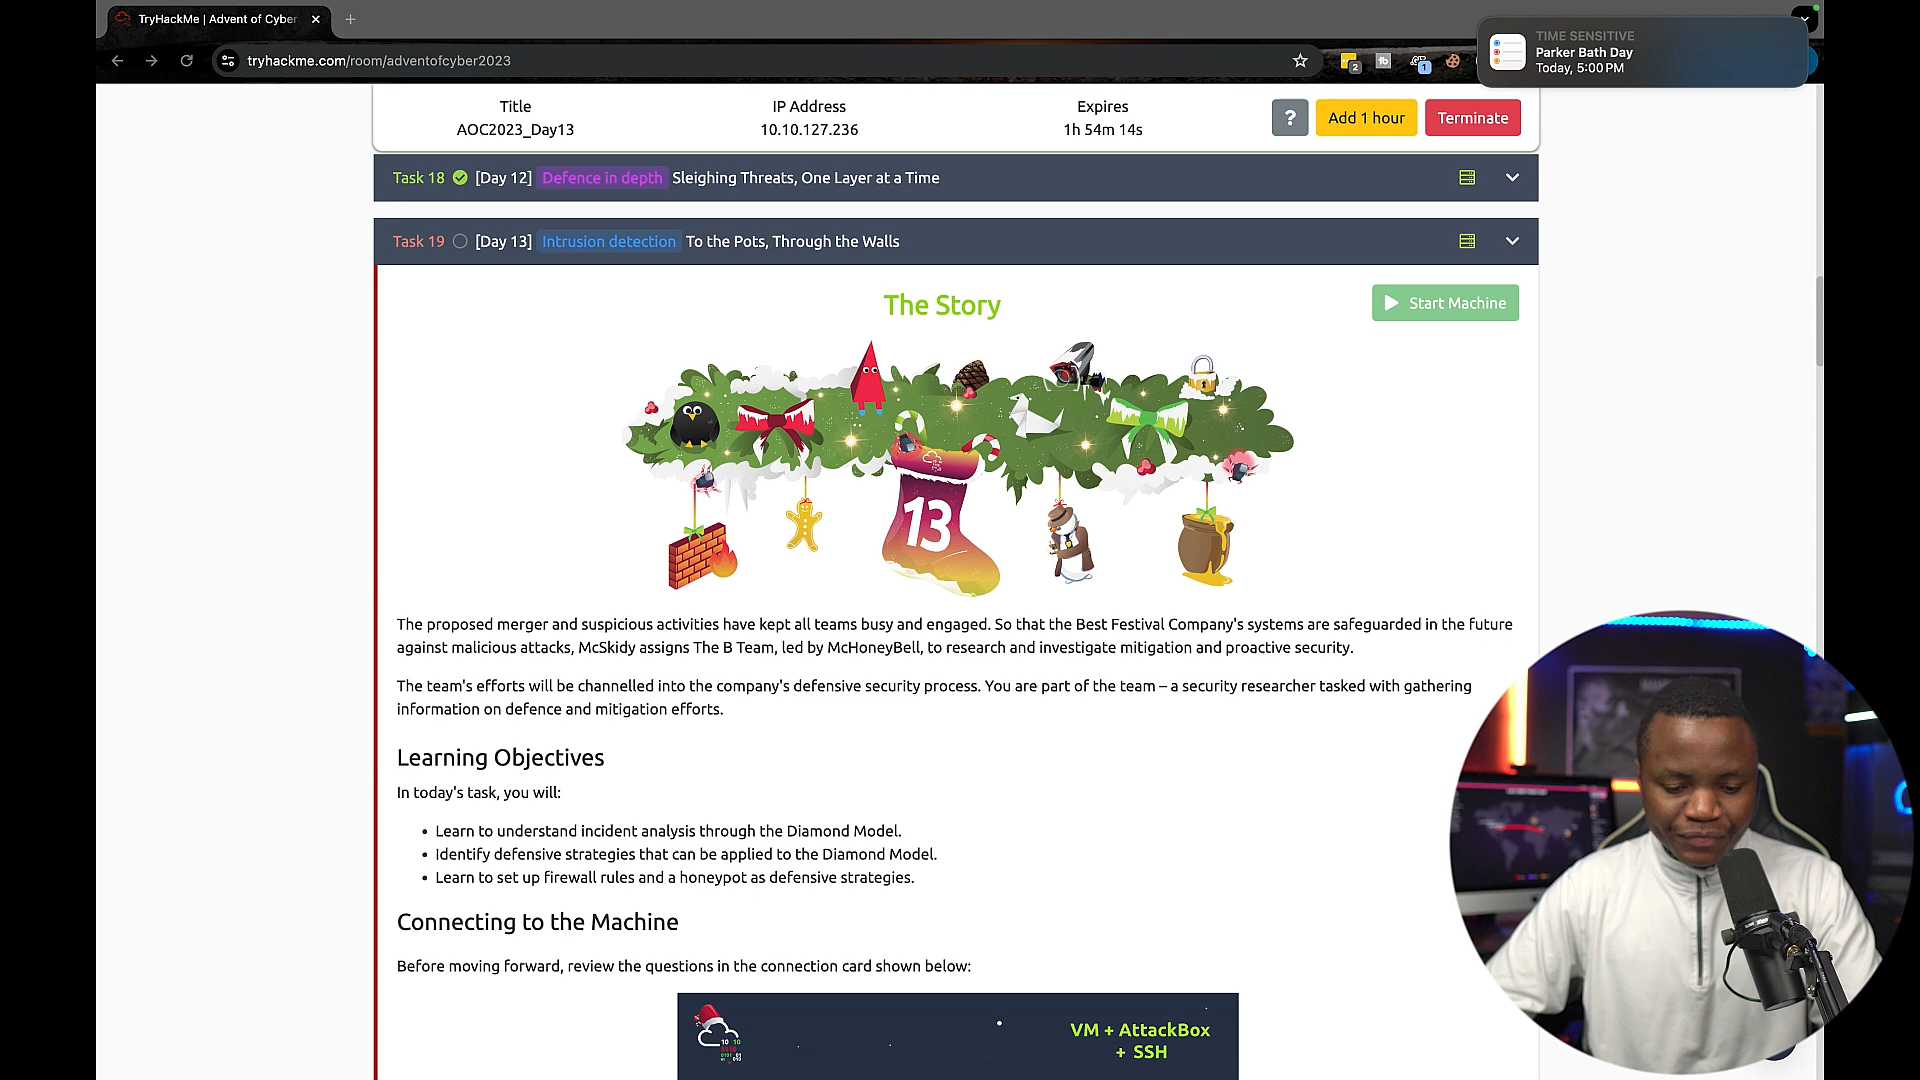 TryHackMe | Advent of Cyber
tryhackme.com/room/adventofcyber2023
2
1
TIME SENSITIVE
Parker Bath Day
Today, 5:00 PM
Title
AOC2023_Day13
IP Address
10.10.127.236
Expires
1h 54m 14s
?
Add 1 hour
Terminate
Task 18 [Day 12] Defence in depth Sleighing Threats, One Layer at a Time
Task 19 [Day 13] Intrusion detection To the Pots, Through the Walls
The Story
Start Machine
13
The proposed merger and suspicious activities have kept all teams busy and engaged. So that the Best Festival Company's systems are safeguarded in the future
against malicious attacks, McSkidy assigns The B Team, led by McHoneyBell, to research and investigate mitigation and proactive security.
The team's efforts will be channelled into the company's defensive security process. You are part of the team – a security researcher tasked with gathering
information on defence and mitigation efforts.
Learning Objectives
In today's task, you will:
• Learn to understand incident analysis through the Diamond Model.
• Identify defensive strategies that can be applied to the Diamond Model.
• Learn to set up firewall rules and a honeypot as defensive strategies.
Connecting to the Machine
Before moving forward, review the questions in the connection card shown below:
VM + AttackBox
+ SSH